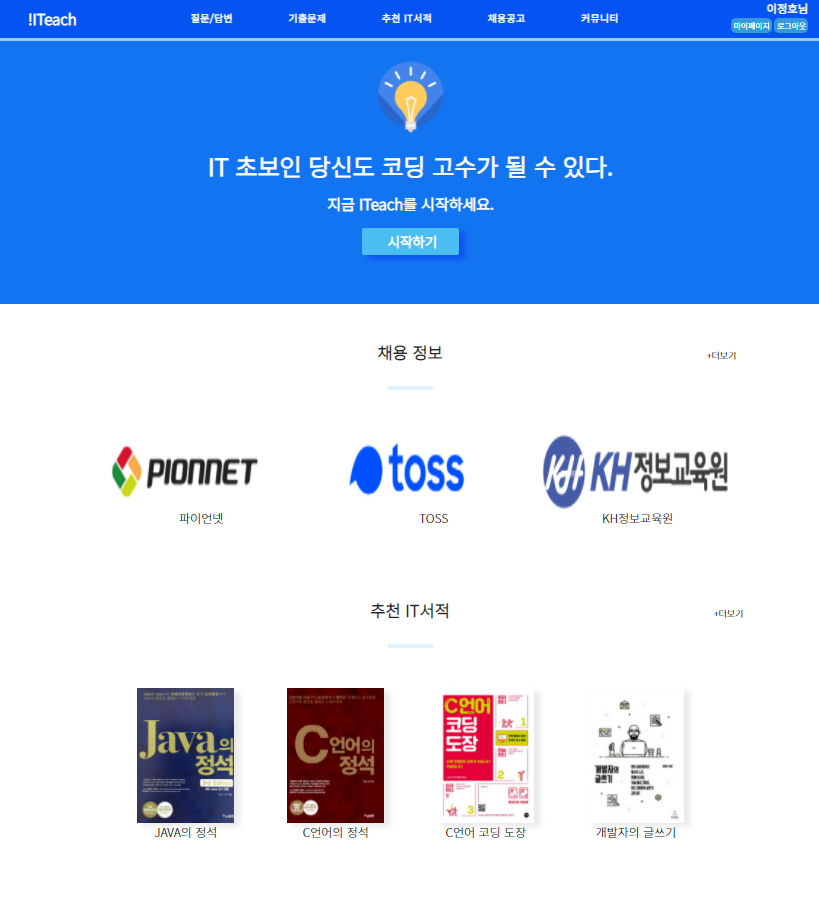 !ITeach
질문/답변 기출문제 추천 IT서적 채용공고 커뮤니티
이정호님
마이페이지 로그아웃
IT 초보인 당신도 코딩 고수가 될 수 있다.
지금 ITeach를 시작하세요.
시작하기
채용 정보
+더보기
PIONNET
toss
KH KH정보교육원
파이언넷
TOSS
KH정보교육원
추천 IT서적
+더보기
Java의
정석
C언어의
정석
C언어
코딩
도장
1
2
3
개발자의
글쓰기
JAVA의 정석
C언어의 정석
C언어 코딩 도장
개발자의 글쓰기